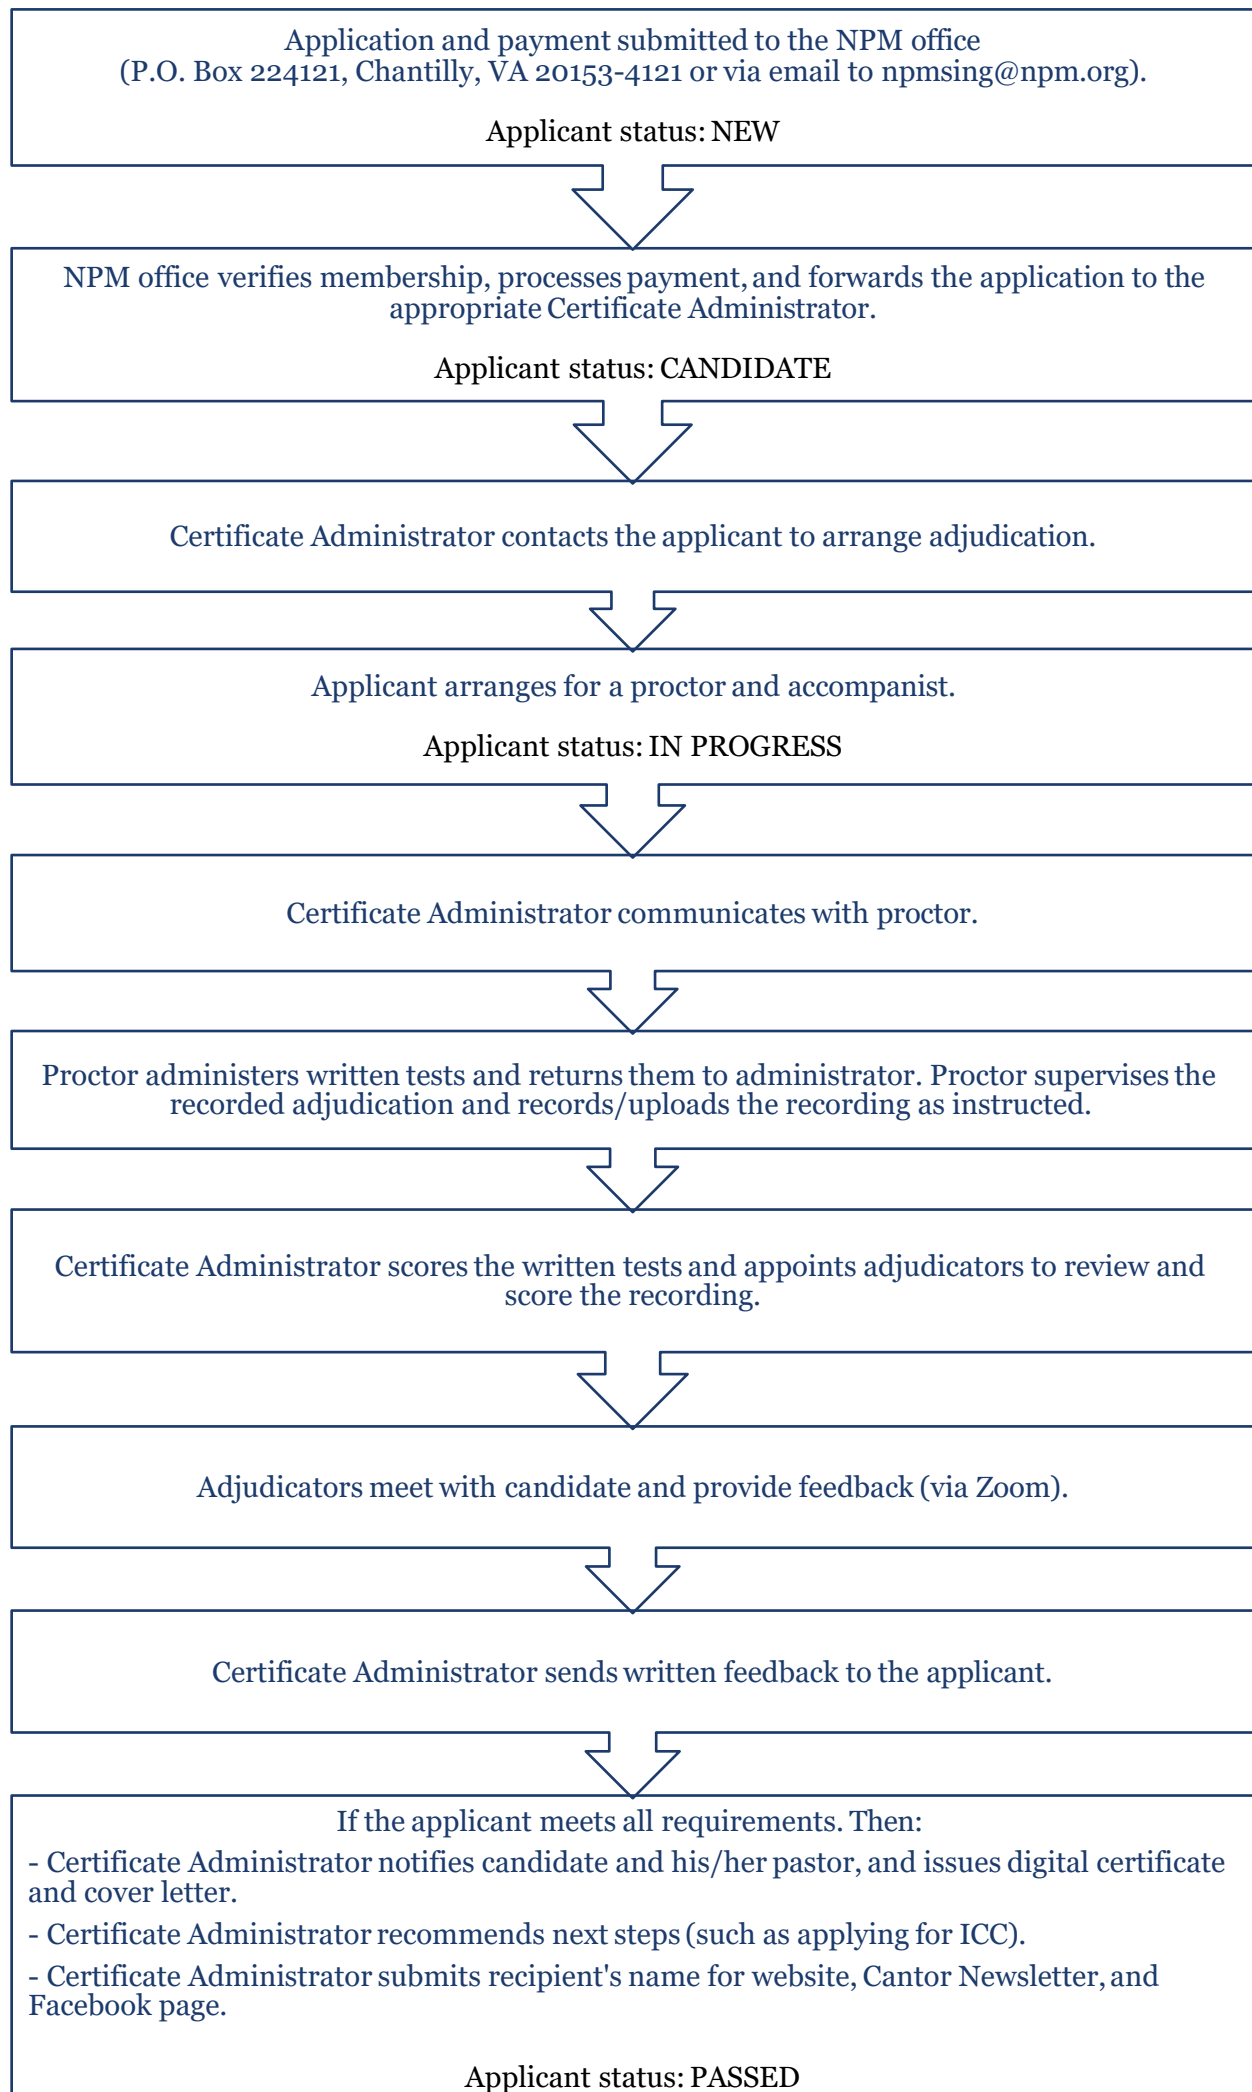 Application and payment submitted to the NPM office
(P.O. Box 224121, Chantilly, VA 20153-4121 or via email to npmsing@npm.org).
Applicant status: NEW
NPM office verifies membership, processes payment, and forwards the application to the
appropriate Certificate Administrator.
Applicant status: CANDIDATE
Certificate Administrator contacts the applicant to arrange adjudication.
Applicant arranges for a proctor and accompanist.
Applicant status: IN PROGRESS
Certificate Administrator communicates with proctor.
Proctor administers written tests and returns them to administrator. Proctor supervises the
recorded adjudication and records/uploads the recording as instructed.
Certificate Administrator scores the written tests and appoints adjudicators to review and
score the recording.
Adjudicators meet with candidate and provide feedback (via Zoom).
Certificate Administrator sends written feedback to the applicant.
If the applicant meets all requirements. Then:
- Certificate Administrator notifies candidate and his/her pastor, and issues digital certificate
and cover letter.
- Certificate Administrator recommends next steps (such as applying for ICC).
- Certificate Administrator submits recipient's name for website, Cantor Newsletter, and
Facebook page.
Applicant status: PASSED